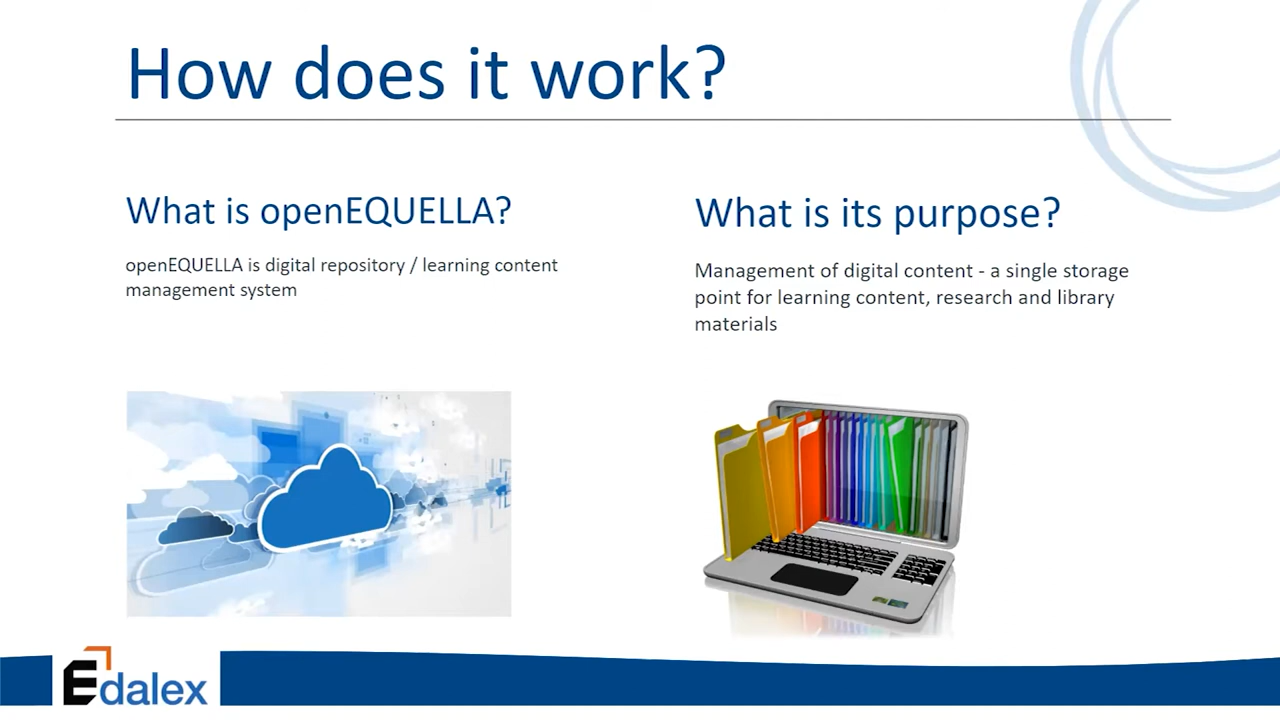 How does it work?
What is openEQUELLA?
openEQUELLA is digital repository / learning content
management system
What is its purpose?
Management of digital content - a single storage
point for learning content, research and library
materials
Edalex